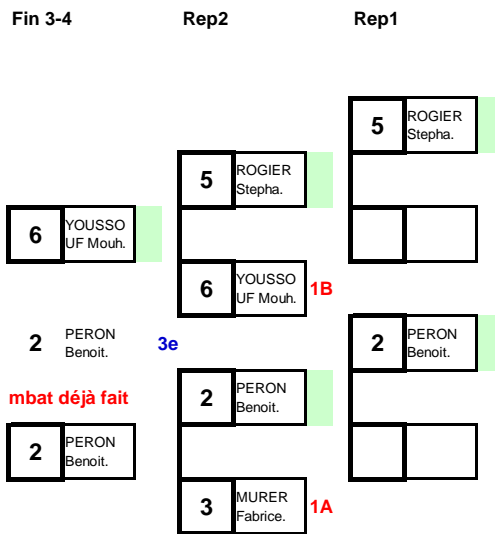 Fin 3-4 Rep2 Rep1
5 ROGIER
Stepha.
5 ROGIER
Stepha.
6 YOUSSO
UF Mouh.
6 YOUSSO
UF Mouh. 1B
2 PERON
Benoit. 3e
2 PERON
Benoit.
mbat déjà fait
2 PERON
Benoit.
2 PERON
Benoit.
3 MURER
Fabrice. 1A